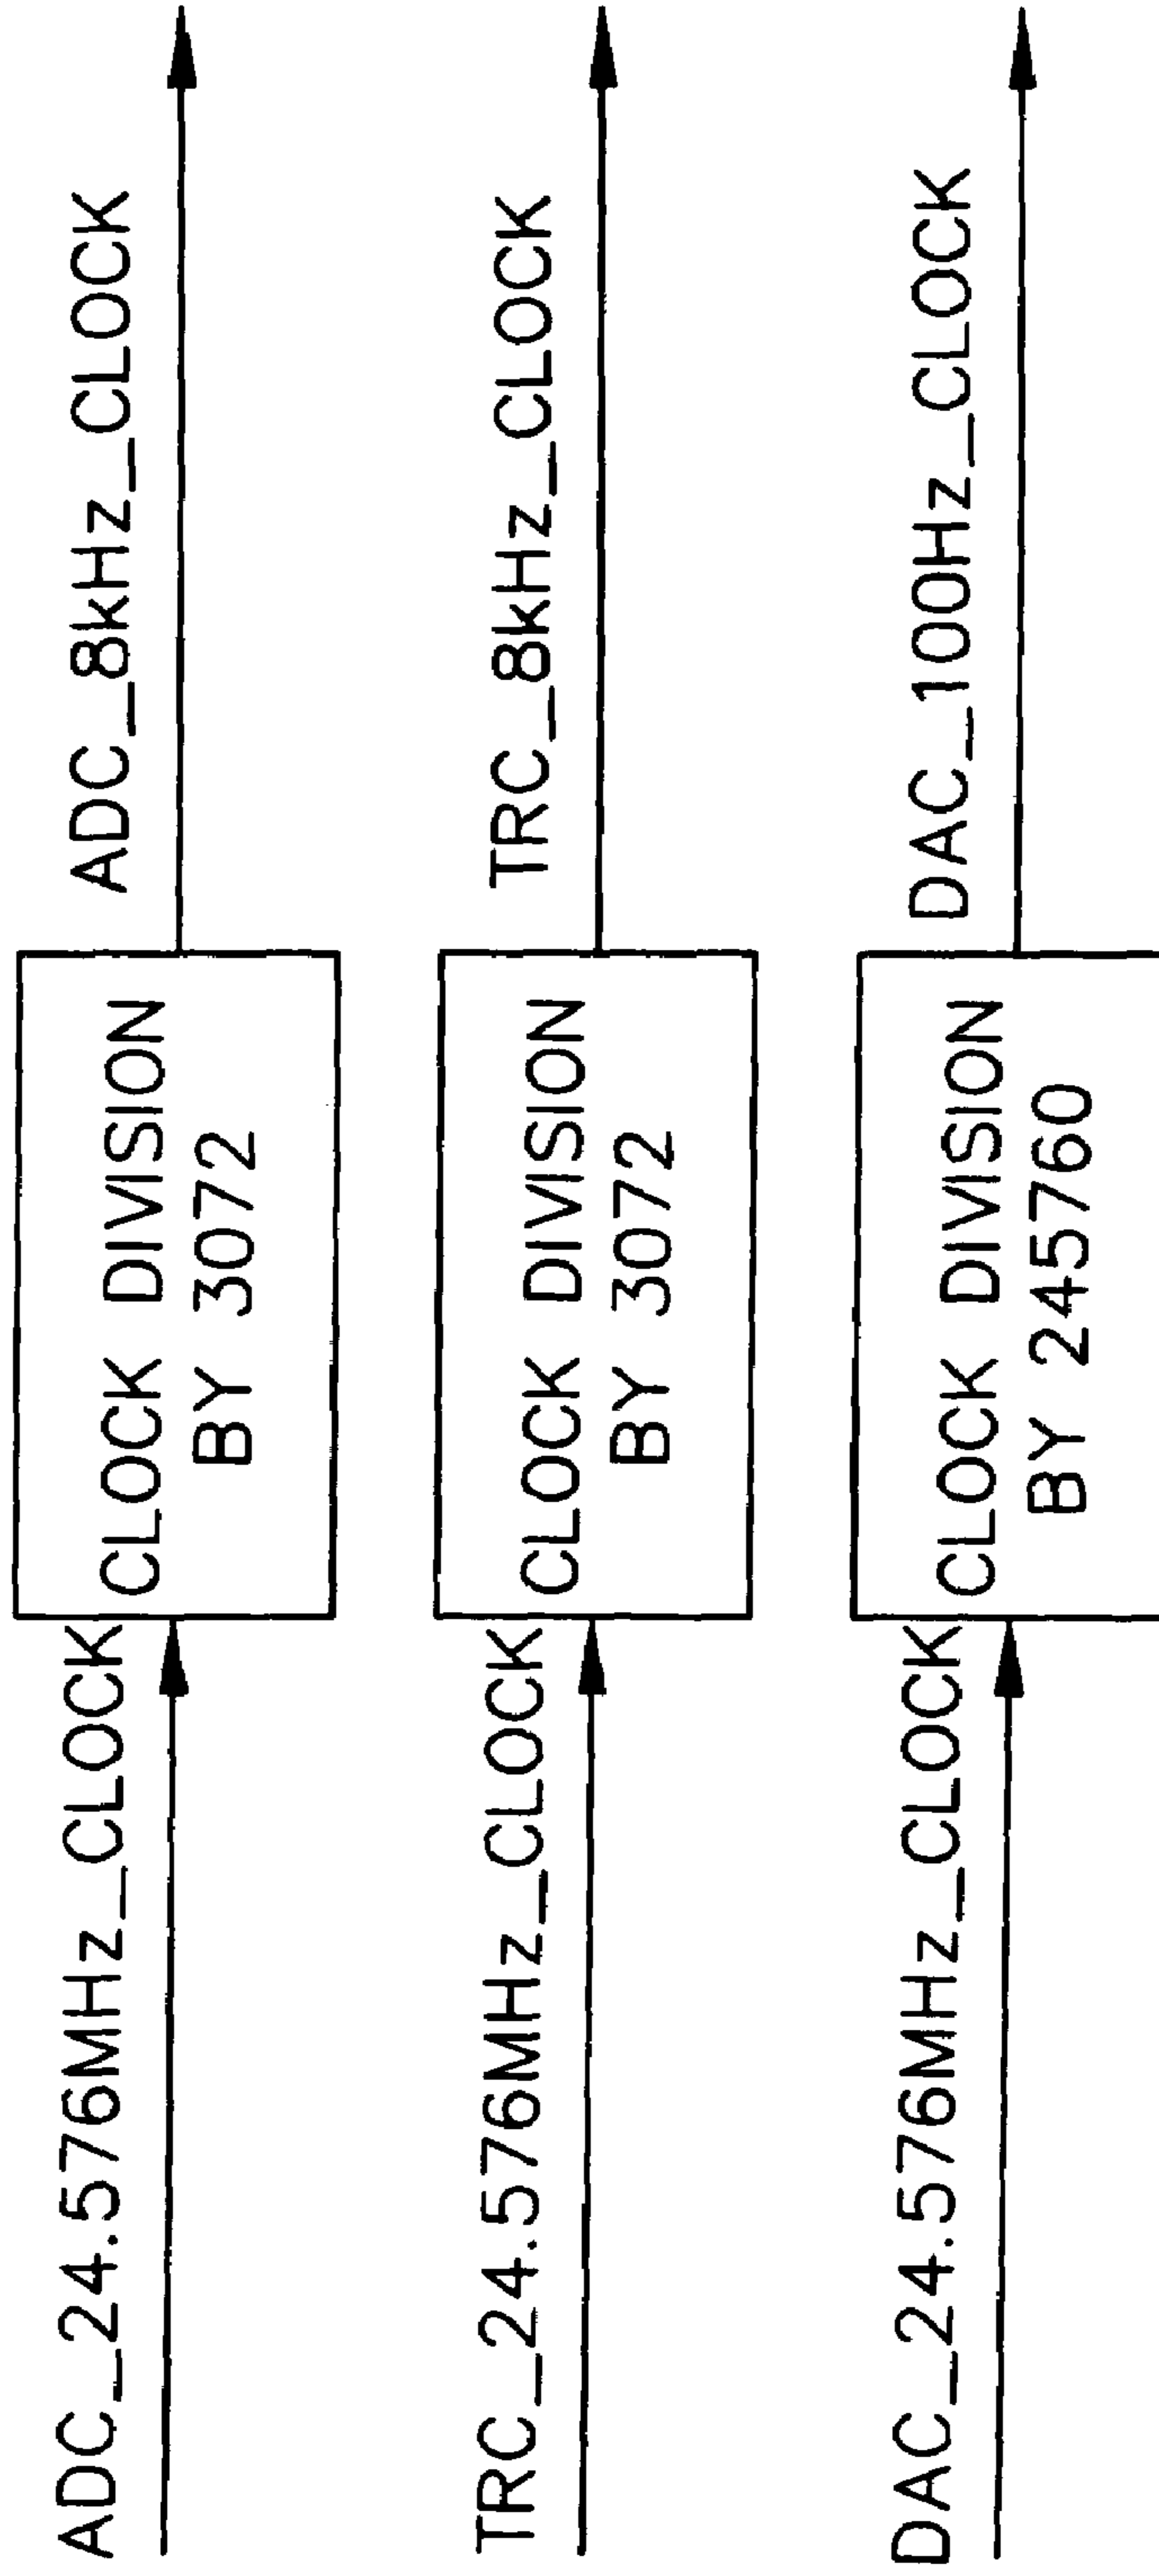 ADC_24.576MHz_CLOCK
CLOCK DIVISION
BY 3072
ADC_8kHz_CLOCK
TRC_24.576MHz_CLOCK
CLOCK DIVISION
BY 3072
TRC_8kHz_CLOCK
DAC_24.576MHz_CLOCK
CLOCK DIVISION
BY 245760
DAC_100Hz_CLOCK